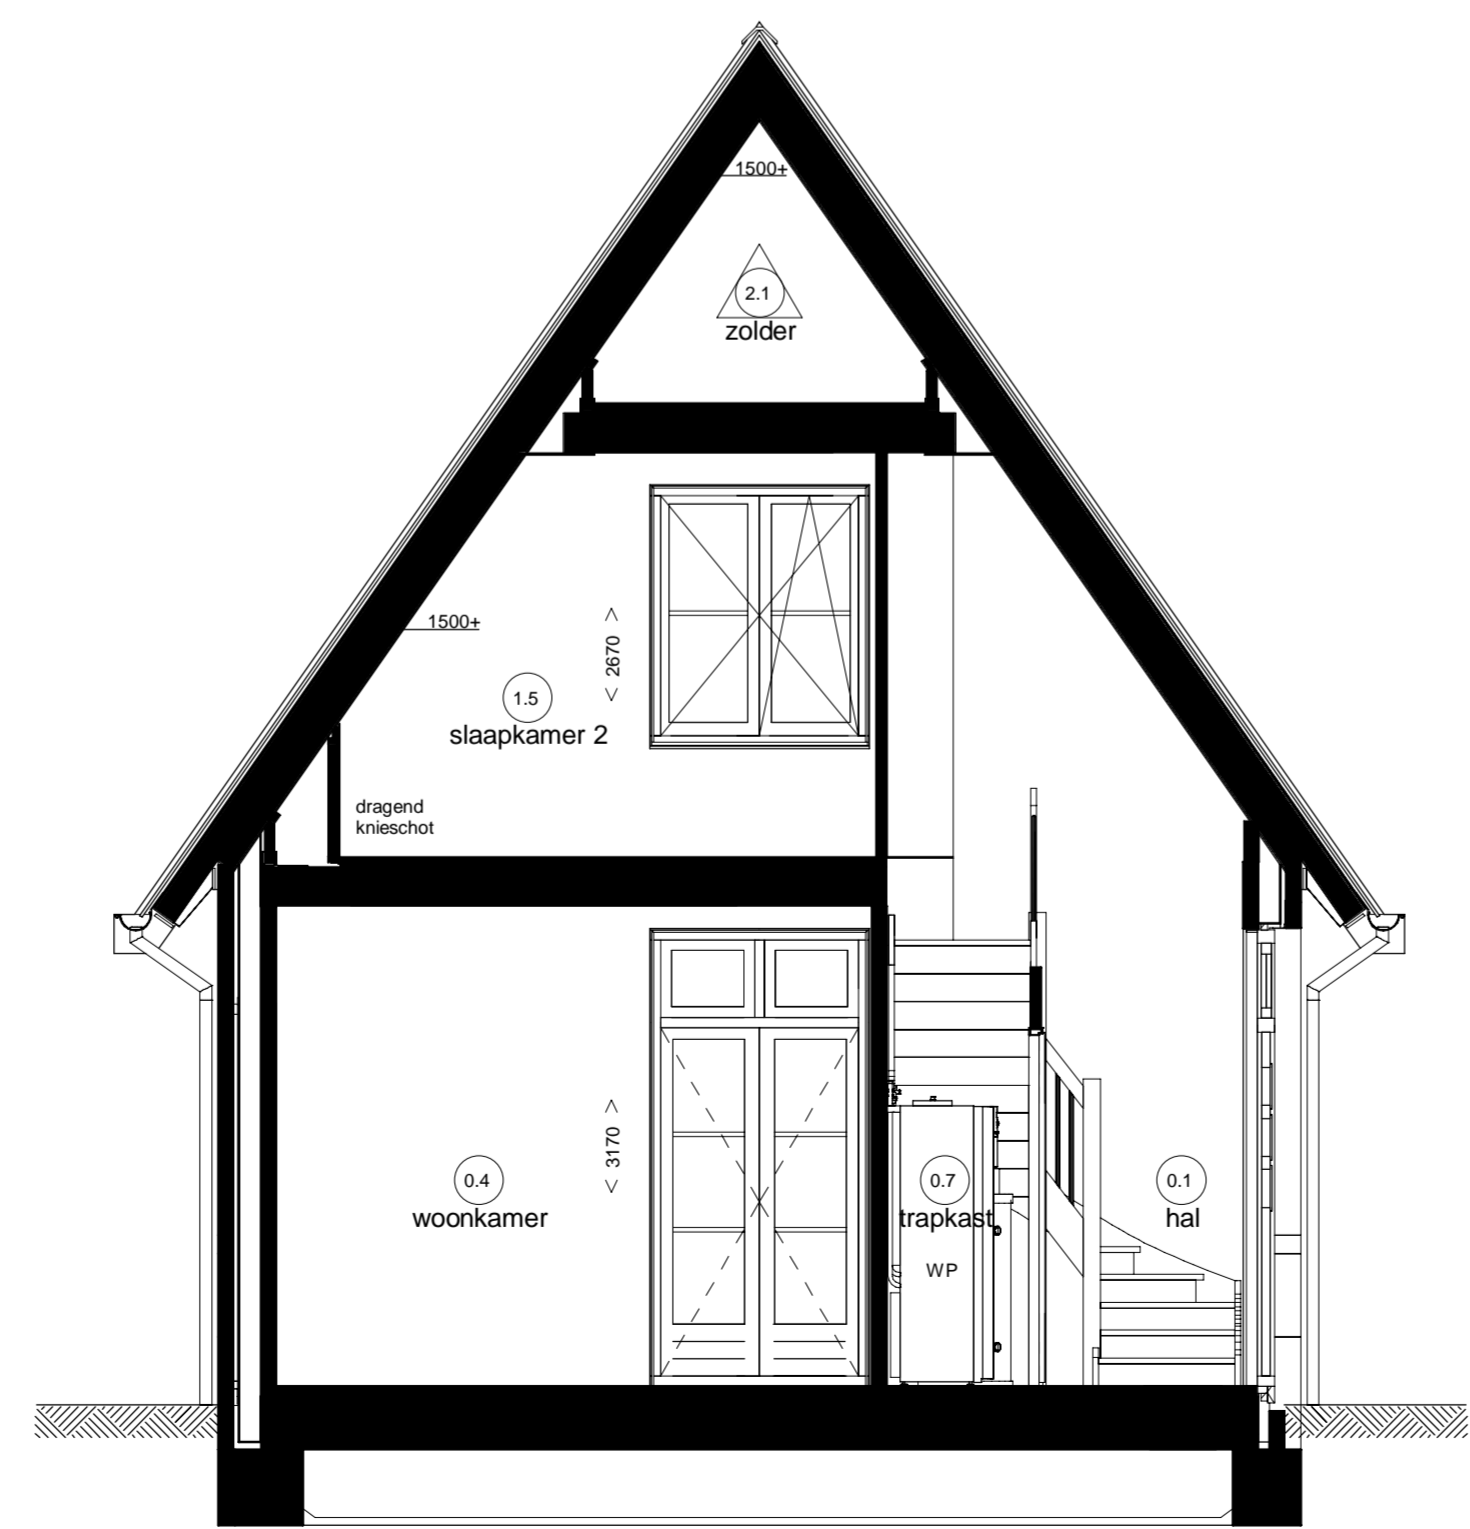 1500+
2.1
zolder
1500+
< 2670 >
1.5
slaapkamer 2
dragend
knieschot
< 3170 >
0.4
woonkamer
0.7
trapkast
WP
0.1
hal